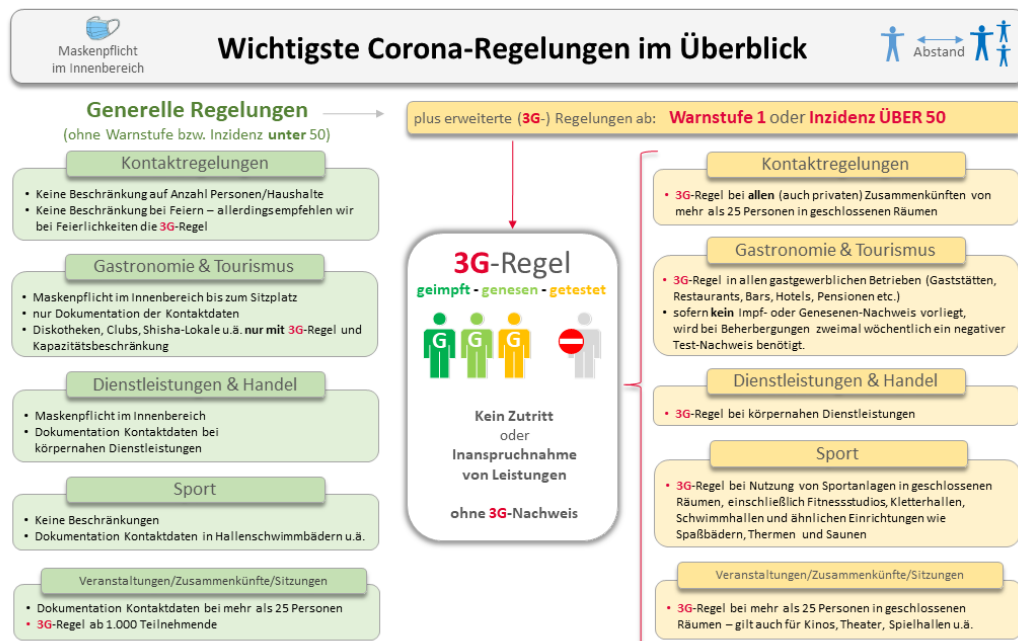 Maskenpflicht
im Innenbereich
Wichtigste Corona-Regelungen im Überblick
Abstand
Generelle Regelungen
(ohne Warnstufe bzw. Inzidenz unter 50)
plus erweiterte (3G-) Regelungen ab: Warnstufe 1 oder Inzidenz ÜBER 50
Kontaktregelungen
• Keine Beschränkung auf Anzahl Personen/Haushalte
• Keine Beschränkung bei Feiern – allerdings empfehlen wir
bei Feierlichkeiten die 3G-Regel
Gastronomie & Tourismus
• Maskenpflicht im Innenbereich bis zum Sitzplatz
• nur Dokumentation der Kontaktdaten
• Diskotheken, Clubs, Shisha-Lokale u.ä. nur mit 3G-Regel und
Kapazitätsbeschränkung
Dienstleistungen & Handel
• Maskenpflicht im Innenbereich
• Dokumentation Kontaktdaten bei
körpernahen Dienstleistungen
Sport
• Keine Beschränkungen
• Dokumentation Kontaktdaten in Hallenschwimmbädern u.ä.
Veranstaltungen/Zusammenkünfte/Sitzungen
• Dokumentation Kontaktdaten bei mehr als 25 Personen
• 3G-Regel ab 1.000 Teilnehmende
3G-Regel
geimpft - genesen - getestet
G G G
Kein Zutritt
oder
Inanspruchnahme
von Leistungen
ohne 3G-Nachweis
Kontaktregelungen
• 3G-Regel bei allen (auch privaten) Zusammenkünften von
mehr als 25 Personen in geschlossenen Räumen
Gastronomie & Tourismus
• 3G-Regel in allen gastgewerblichen Betrieben (Gaststätten,
Restaurants, Bars, Hotels, Pensionen etc.)
• sofern kein Impf- oder Genesenen-Nachweis vorliegt,
wird bei Beherbergungen zweimal wöchentlich ein negativer
Test-Nachweis benötigt.
Dienstleistungen & Handel
• 3G-Regel bei körpernahen Dienstleistungen
Sport
• 3G-Regel bei Nutzung von Sportanlagen in geschlossenen
Räumen, einschließlich Fitnessstudios, Kletterhallen,
Schwimmhallen und ähnlichen Einrichtungen wie
Spaßbädern, Thermen und Saunen
Veranstaltungen/Zusammenkünfte/Sitzungen
• 3G-Regel bei mehr als 25 Personen in geschlossenen
Räumen – gilt auch für Kinos, Theater, Spielhallen u.ä.